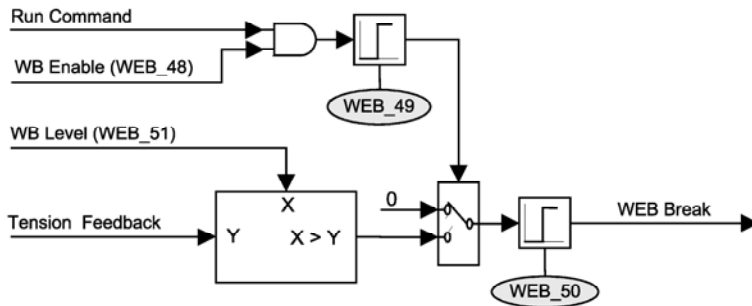 Run Command
WB Enable (WEB_48)
WEB_49
WB Level (WEB_51)
X
0
Tension Feedback
Y
X > Y
WEB Break
WEB_50